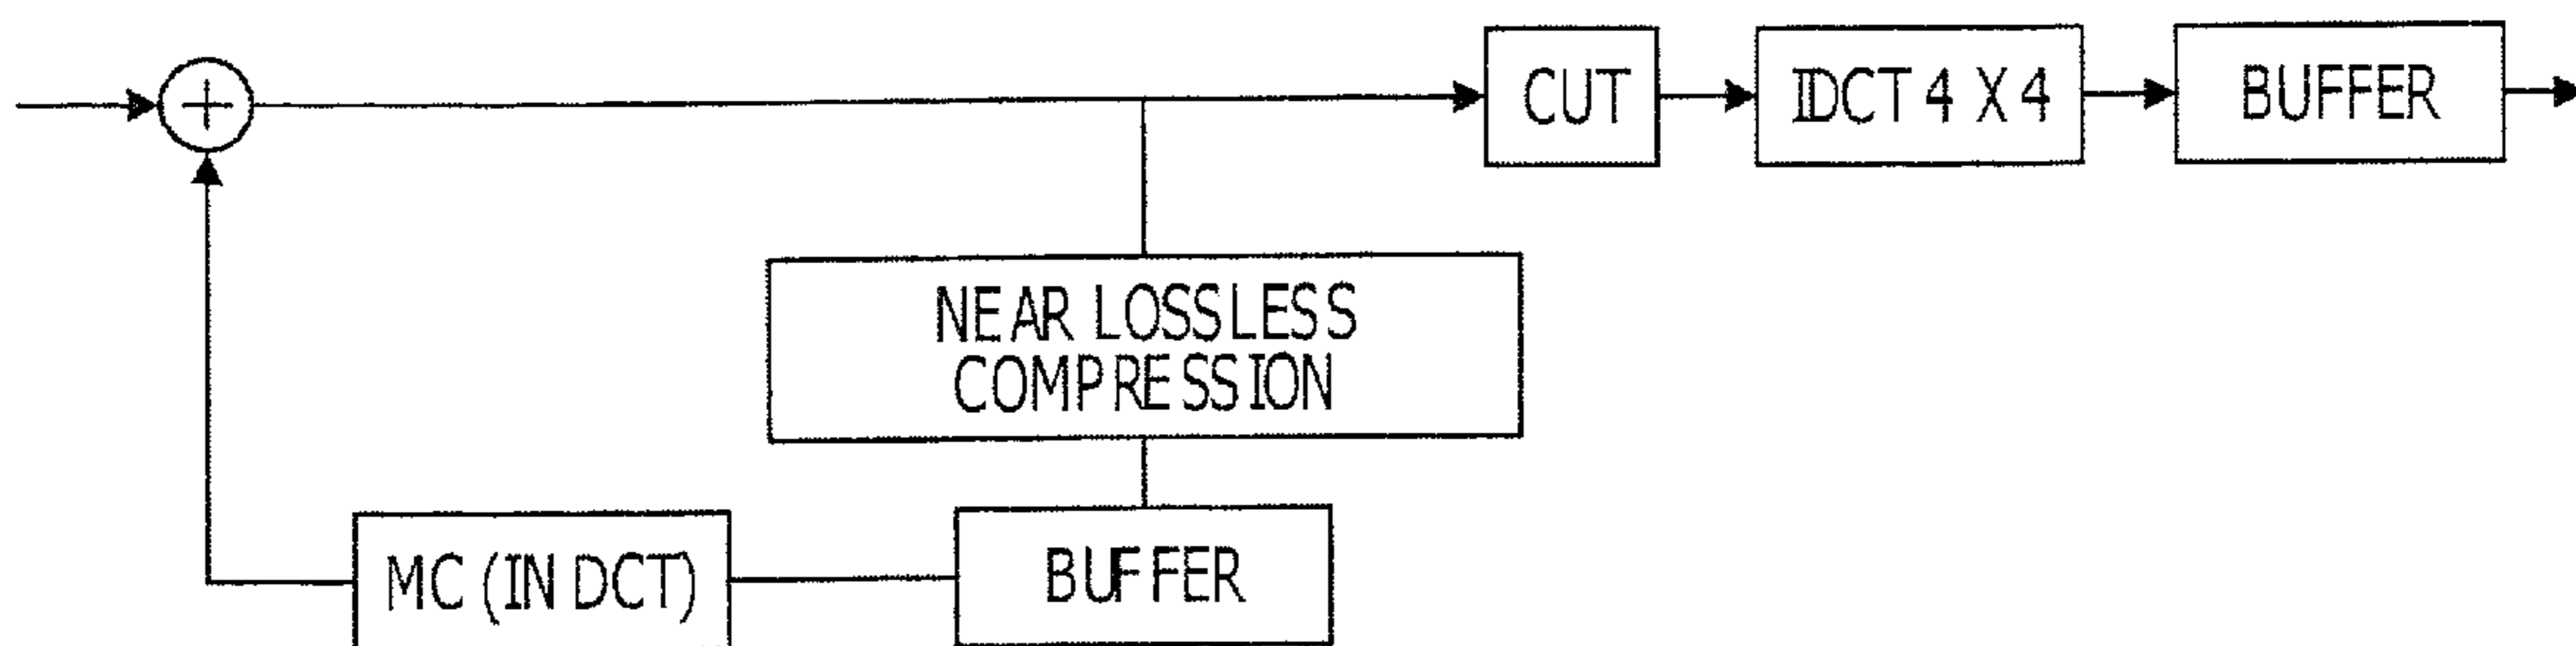 CUT
IDCT 4 X 4
BUFFER
NEAR LOSSLESS
COMPRESSION
MC (IN DCT)
BUFFER